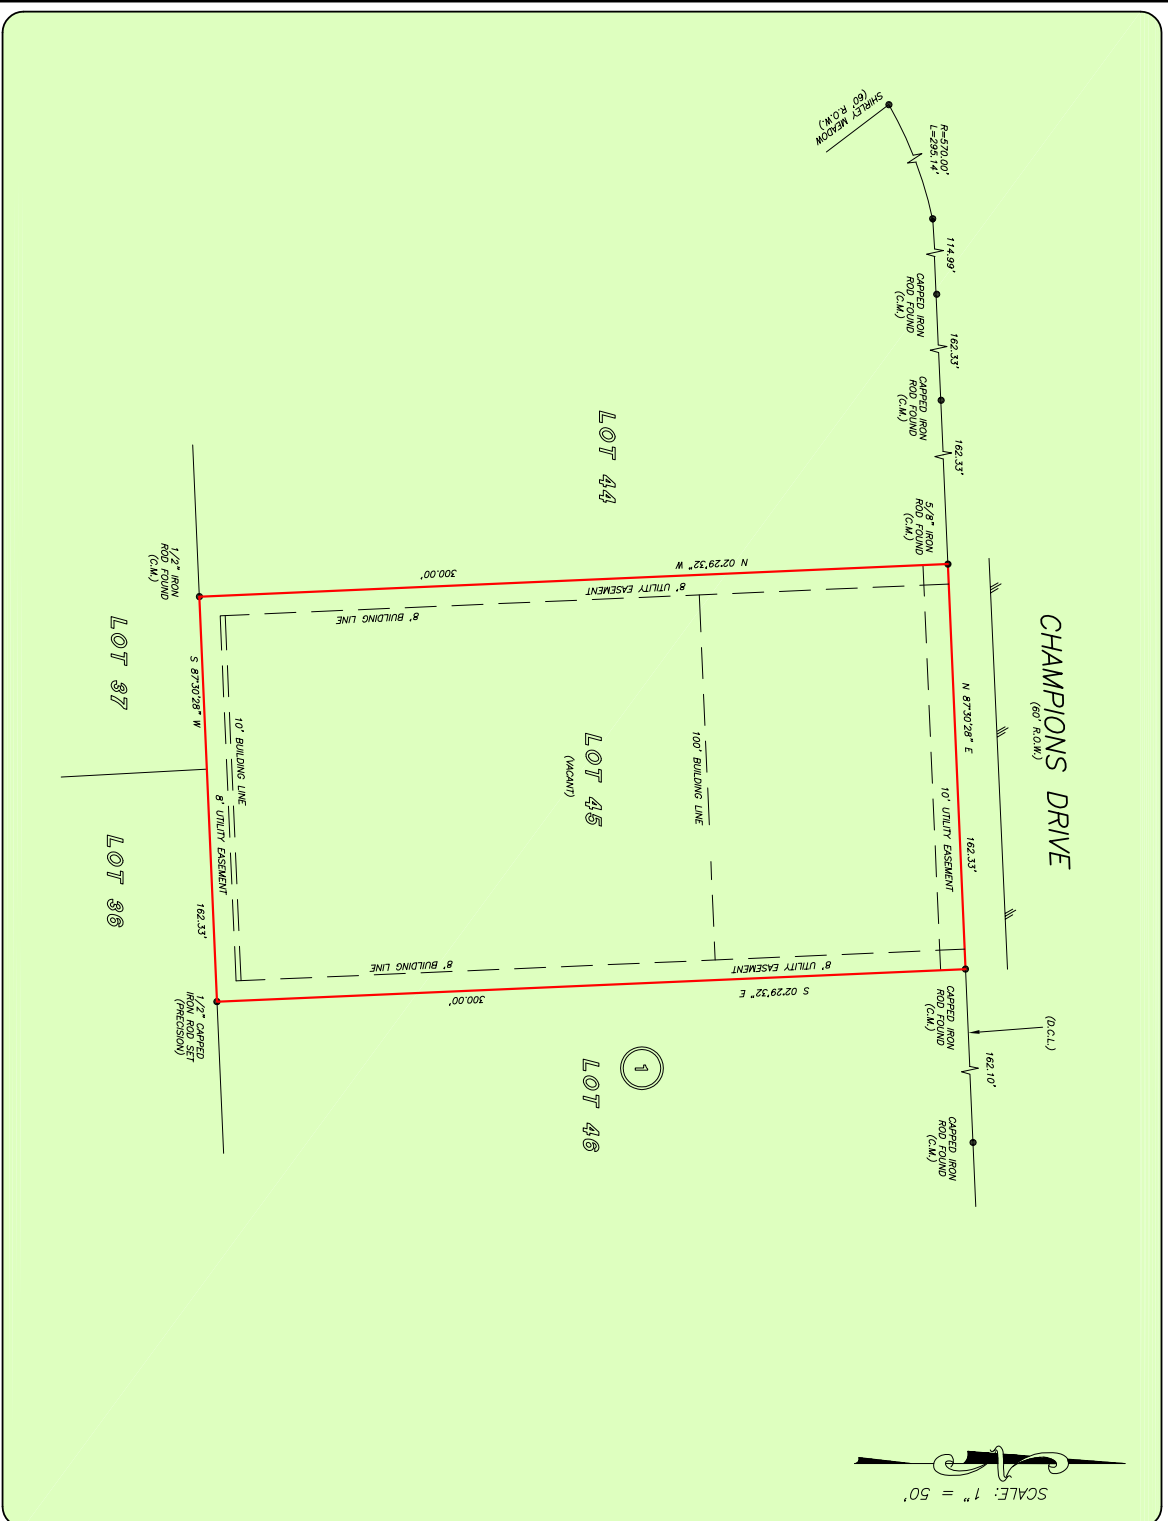 CHAMPIONS DRIVE
(60' R.O.W.)
R=570.00'
L=295.14'
SHIRLEY MEADOW
(60' R.O.W.)
114.99'
CAPPED IRON
ROD FOUND
(C.M.)
162.33'
CAPPED IRON
ROD FOUND
(C.M.)
162.33'
5/8" IRON
ROD FOUND
(C.M.)
N 87°30'28" E
162.33'
10' UTILITY EASEMENT
CAPPED IRON
ROD FOUND
(C.M.)
(D.C.L.)
162.10'
CAPPED IRON
ROD FOUND
(C.M.)
LOT 44
N 02°29'32" W
300.00'
8' UTILITY EASEMENT
8' BUILDING LINE
100' BUILDING LINE
LOT 45
(VACANT)
8' UTILITY EASEMENT
8' BUILDING LINE
S 02°29'32" E
300.00'
1
LOT 46
10' BUILDING LINE
8' UTILITY EASEMENT
S 87°30'28" W
162.33'
1/2" IRON
ROD FOUND
(C.M.)
1/2" CAPPED
IRON ROD SET
(PRECISION)
LOT 37
LOT 36
SCALE: 1" = 50'